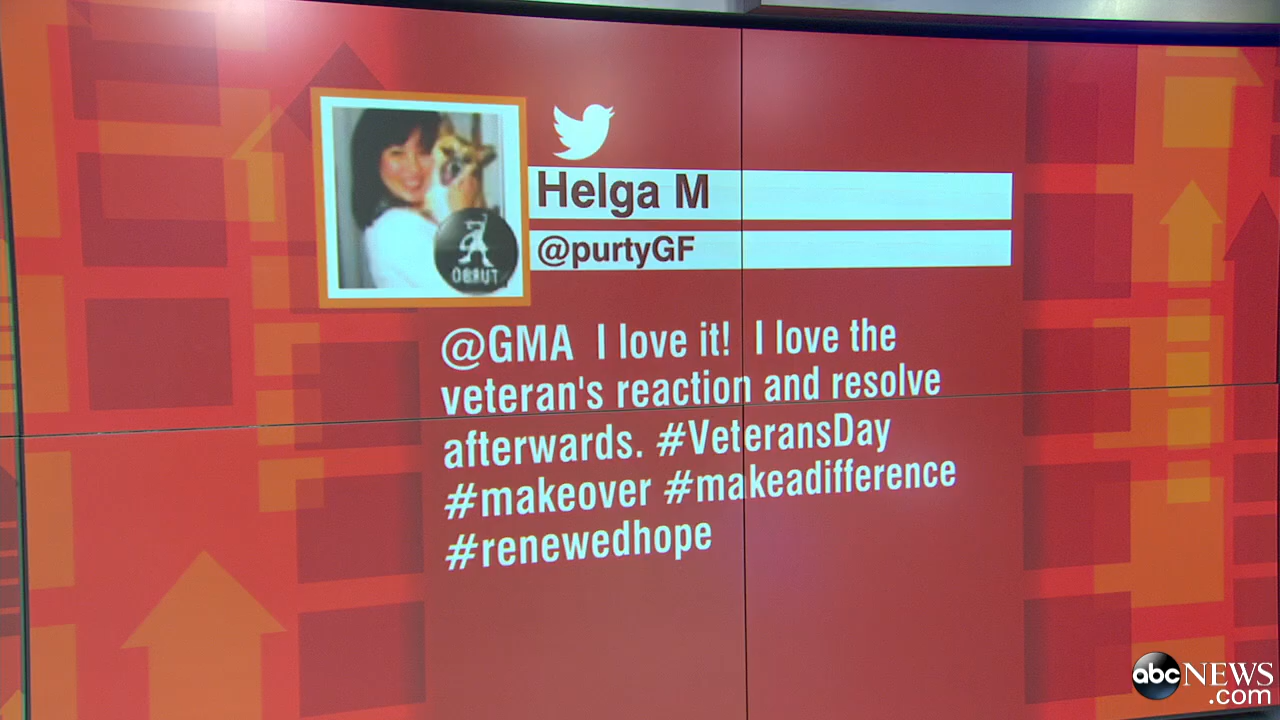 Helga M
@purtyGF
OBRUT
@GMA I love it! I love the
veteran's reaction and resolve
afterwards. #VeteransDay
#makeover #makeadifference
#renewedhope
abc NEWS
.com